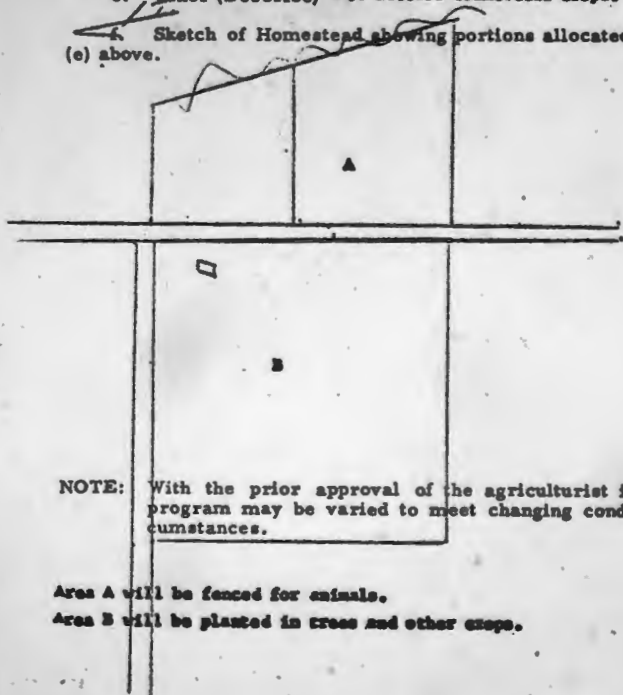 f. Sketch of Homestead showing portions allocated
(e) above.
A
B
NOTE: With the prior approval of the agriculturist
program may be varied to meet changing cond
cumstances.
Area A will be fenced for animals.
Area B will be planted in trees and other crops.